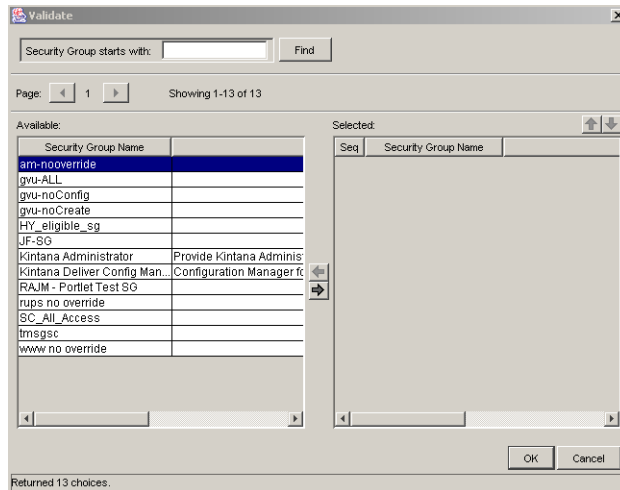 Validate
Security Group starts with: Find
Page: 1 Showing 1-13 of 13
Available: Selected:
Security Group Name Seq Security Group Name
am-nooverride
gvu-ALL
gvu-noConfig
gvu-noCreate
HY_eligible_sg
JF-SG
Kintana Administrator Provide Kintana Adminis
Kintana Deliver Config Man... Configuration Manager fo
RAJM - Portlet Test SG
rups no override
SC_All_Access
tmsgsc
www no override
OK Cancel
Returned 13 choices.